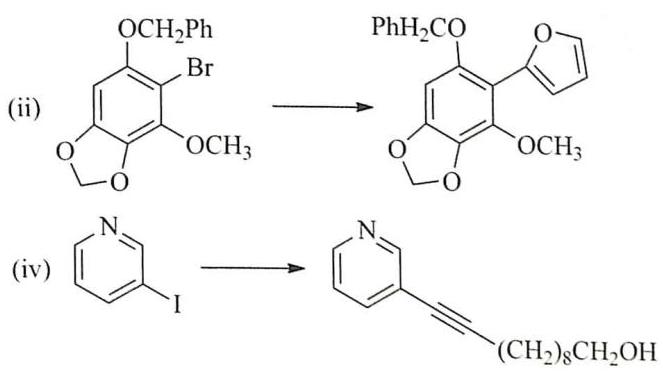 OCH₂Ph PhH₂CO
Br O
(ii)
O OCH₃ O OCH₃
O O
N N
(iv)
I
(CH₂)₈CH₂OH